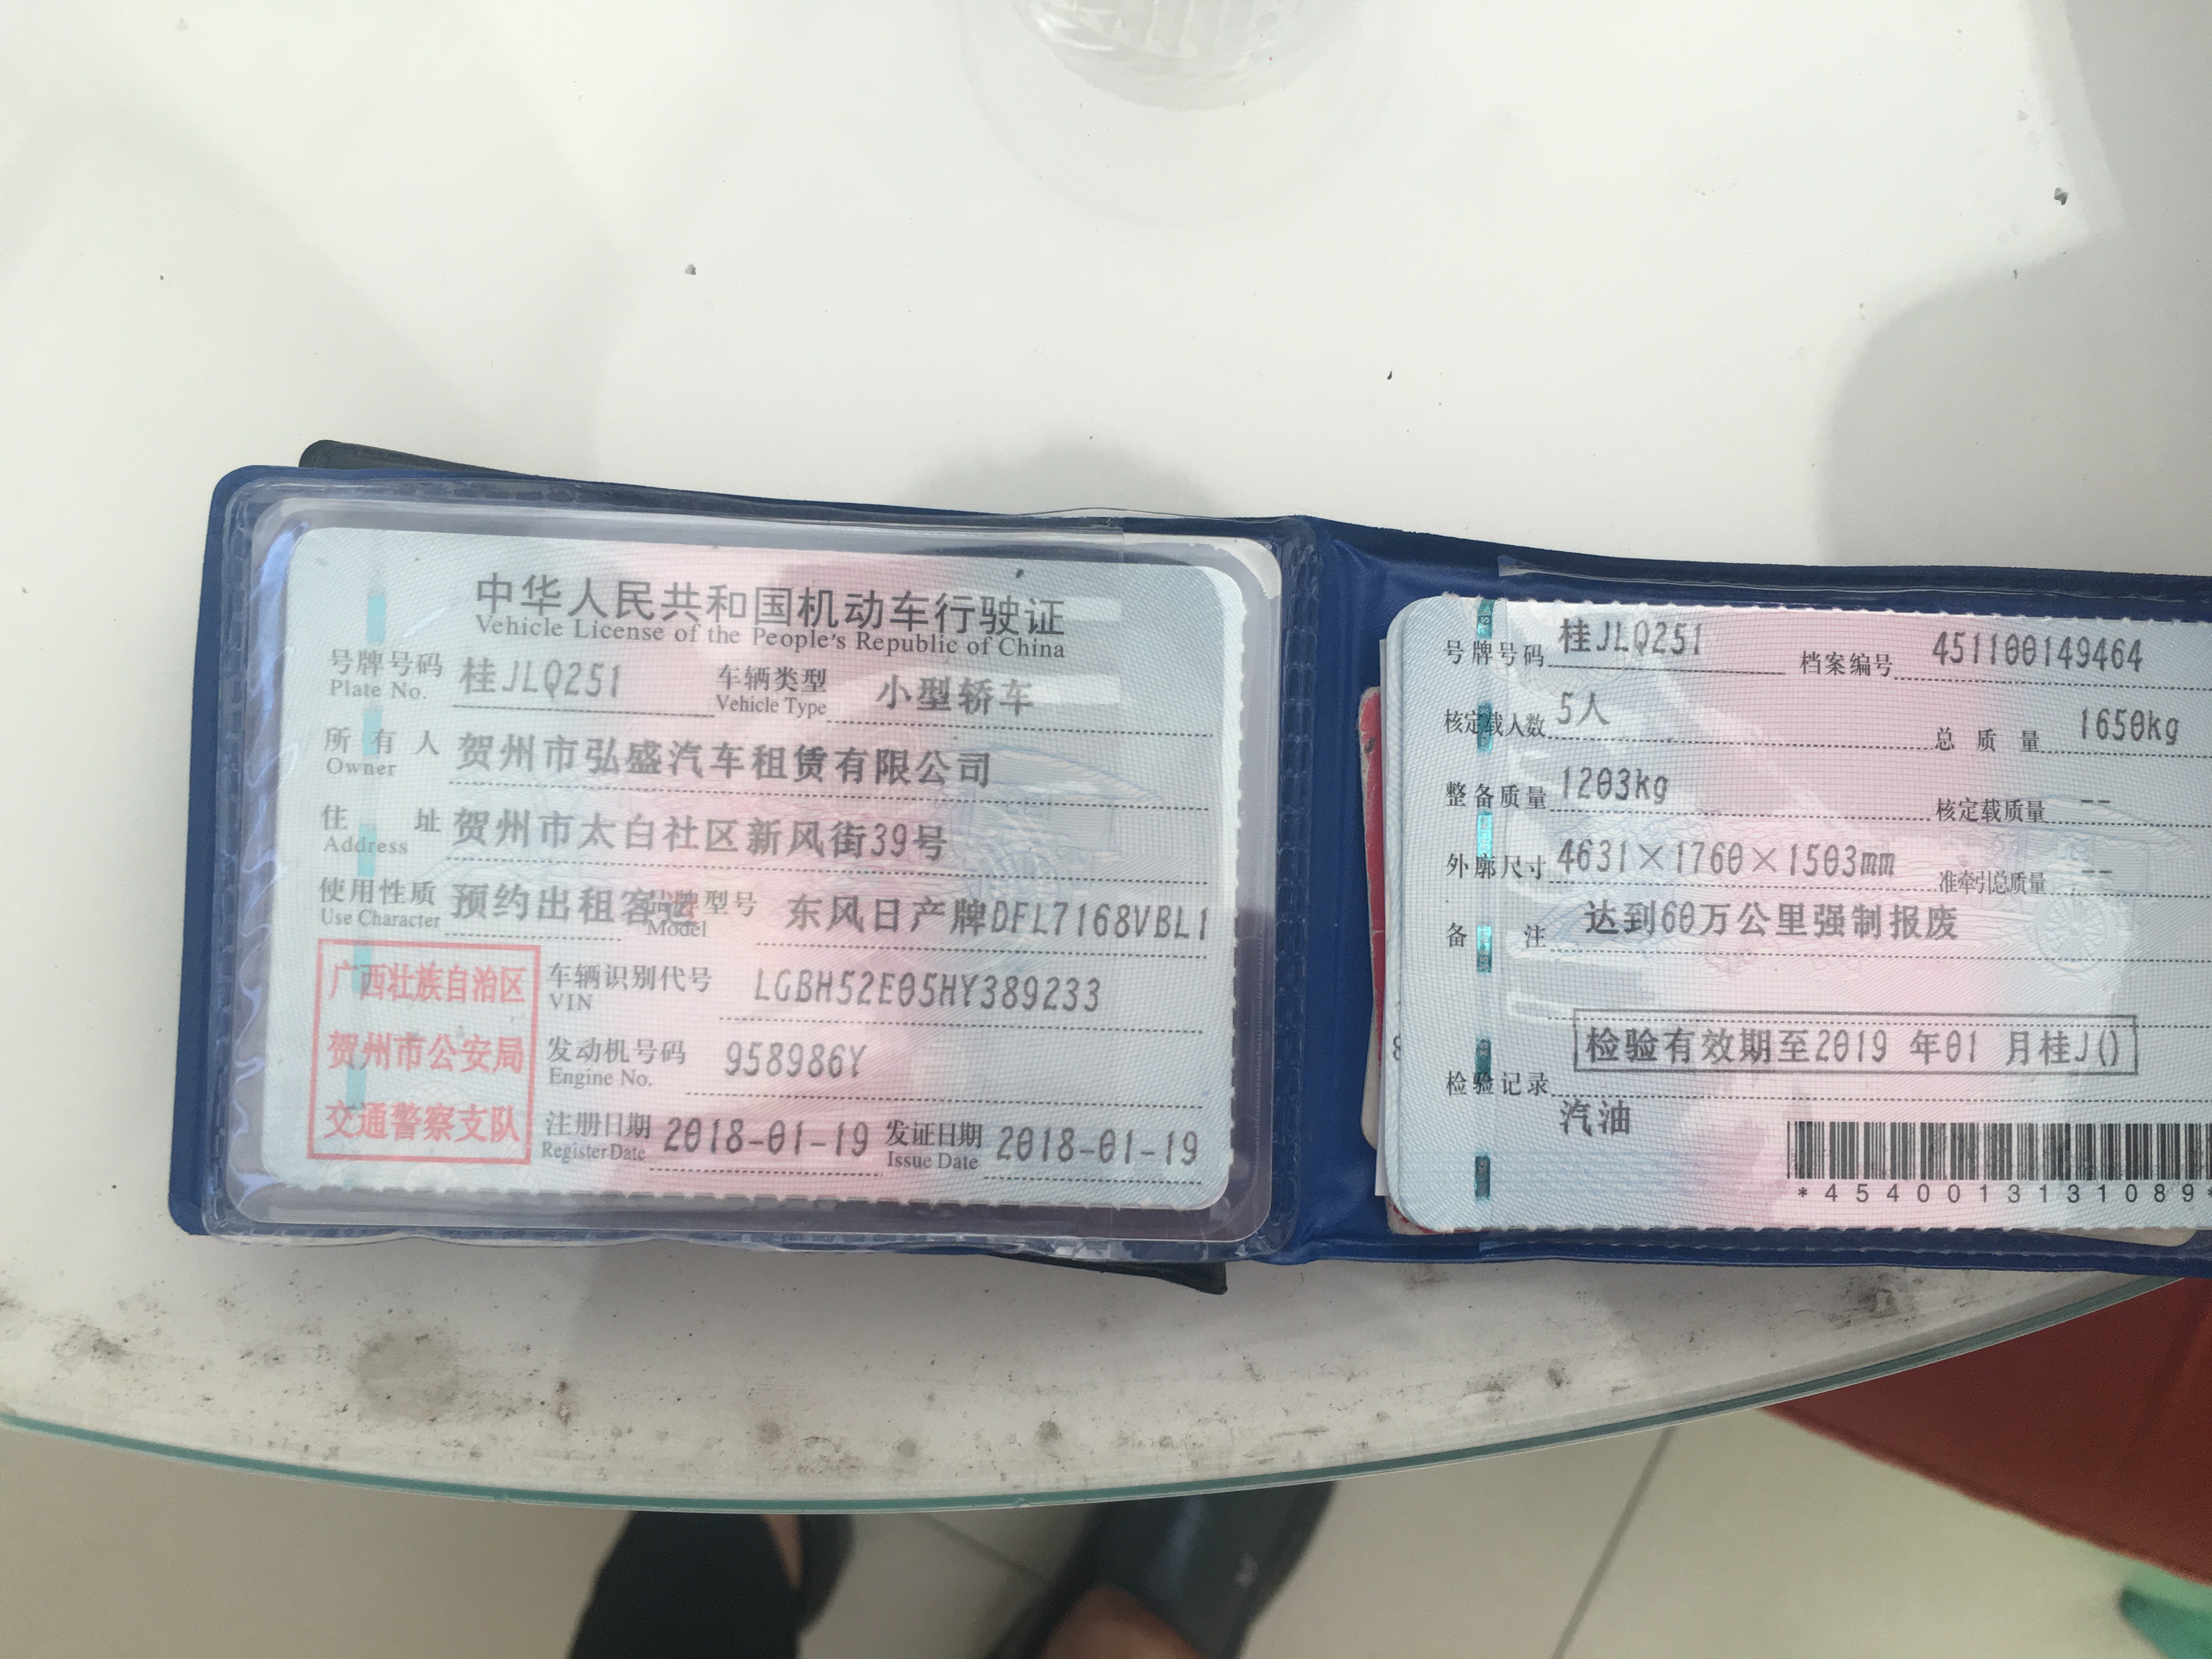 中华人民共和国机动车行驶证
Vehicle License of the People's Republic of China
号牌号码 桂JLQ251 车辆类型 小型轿车
Plate No. Vehicle Type
所有人 贺州市弘盛汽车租赁有限公司
Owner
住址 贺州市太白社区新风街39号
Address
使用性质 预约出租客运 品牌型号 东风日产牌DFL7168VBL1
Use Character Model
广西壮族自治区
贺州市公安局
交通警察支队
车辆识别代号 LGBH52E05HY389233
VIN
发动机号码 958986Y
Engine No.
注册日期 2018-01-19 发证日期 2018-01-19
Register Date Issue Date
号牌号码 桂JLQ251 档案编号 451100149464
核定载人数 5人 总质量 1650kg
整备质量 1203kg 核定载质量 --
外廓尺寸 4631×1760×1503mm 准牵引总质量 --
备注 达到60万公里强制报废
检验有效期至2019 年01 月桂J()
检验记录
汽油
*4540013131089*